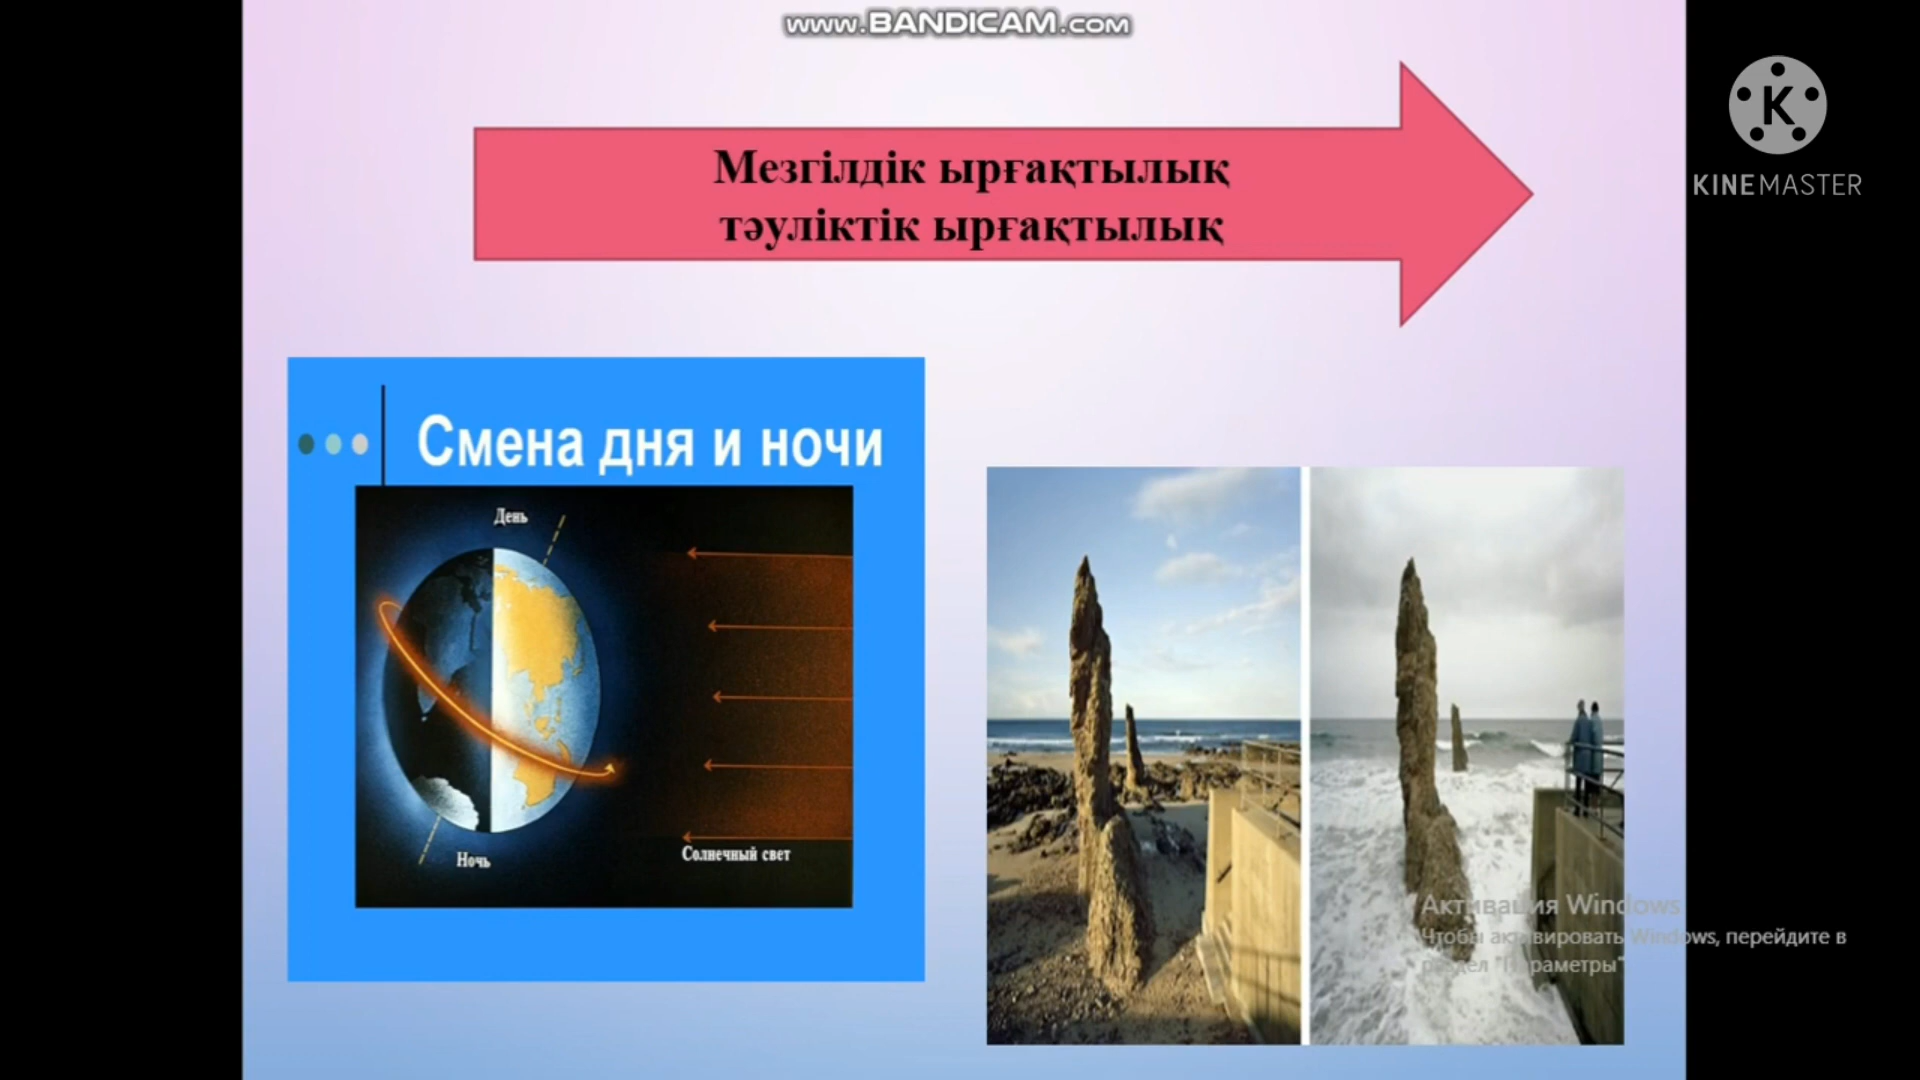 www.BANDICAM.com
Мезгілдік ырғақтылық
тәуліктік ырғақтылық
K
KINEMASTER
Смена дня и ночи
День
Ночь
Солнечный свет
Активация Windows
Чтобы активировать Windows, перейдите в
раздел "Параметры"